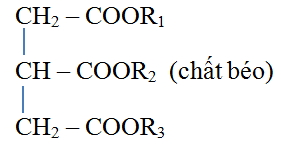 CH₂ – COOR₁
CH – COOR₂ (chất béo)
CH₂ – COOR₃